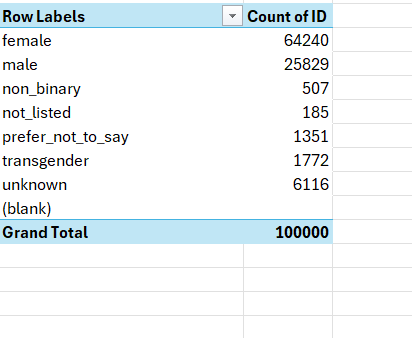 Row Labels Count of ID
female 64240
male 25829
non_binary 507
not_listed 185
prefer_not_to_say 1351
transgender 1772
unknown 6116
(blank)
Grand Total 100000